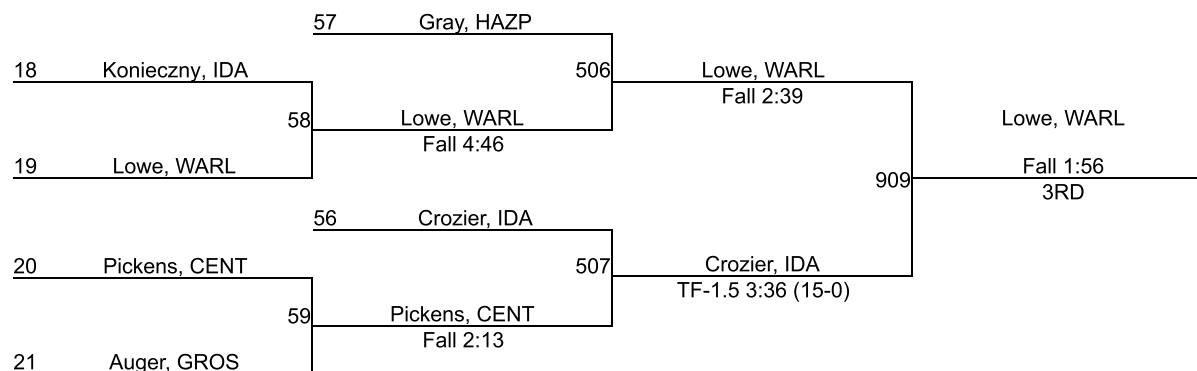 57 Gray, HAZP
18 Konieczny, IDA
506 Lowe, WARL
Fall 2:39
58 Lowe, WARL
Fall 4:46
Lowe, WARL
19 Lowe, WARL
Fall 1:56
909
3RD
56 Crozier, IDA
20 Pickens, CENT
507 Crozier, IDA
TF-1.5 3:36 (15-0)
59 Pickens, CENT
Fall 2:13
21 Auger, GROS